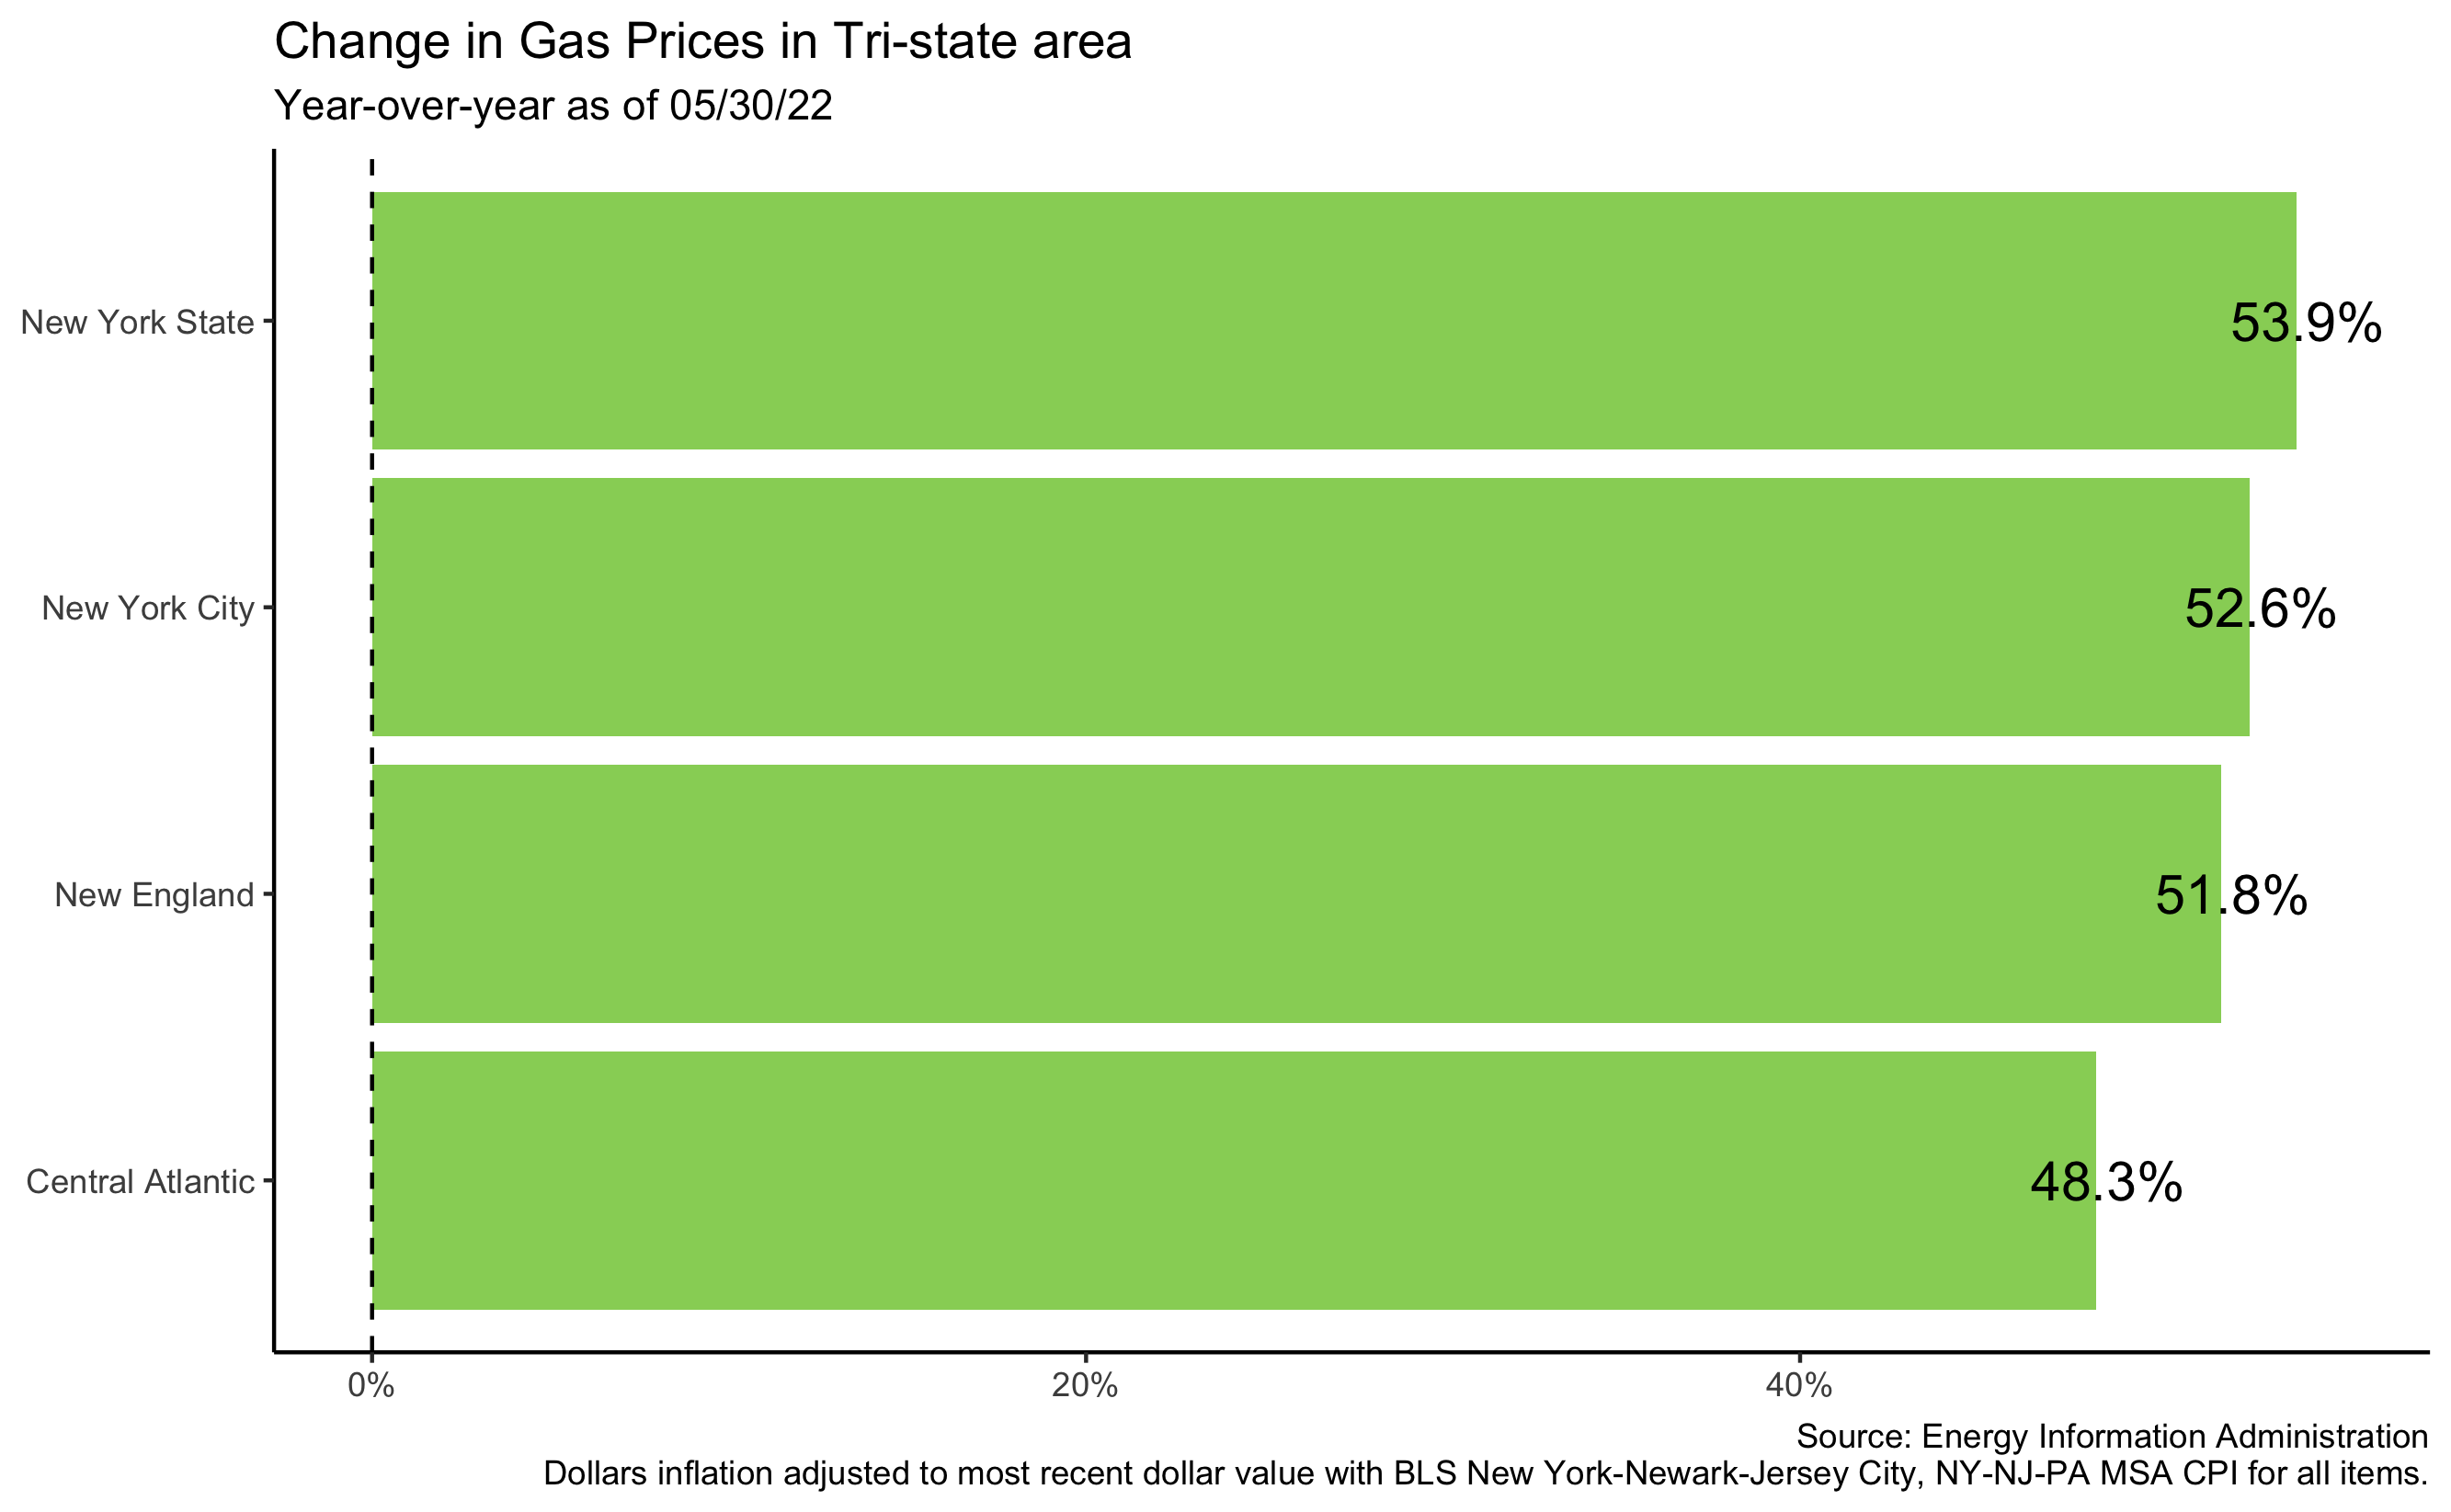 Change in Gas Prices in Tri-state area
Year-over-year as of 05/30/22
New York State
53.9%
New York City
52.6%
New England
51.8%
Central Atlantic
48.3%
0%
20%
40%
Source: Energy Information Administration
Dollars inflation adjusted to most recent dollar value with BLS New York-Newark-Jersey City, NY-NJ-PA MSA CPI for all items.